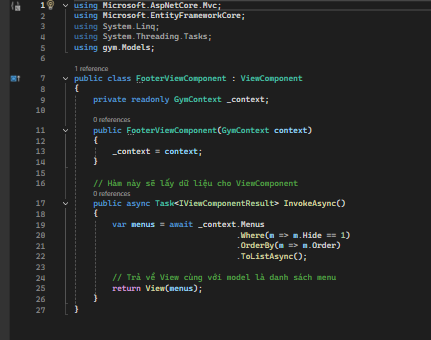 1 using Microsoft.AspNetCore.Mvc;
2 using Microsoft.EntityFrameworkCore;
3 using System.Linq;
4 using System.Threading.Tasks;
5 using gym.Models;
6
1 reference
7 public class FooterViewComponent : ViewComponent
8 {
9 private readonly GymContext _context;
10
0 references
11 public FooterViewComponent(GymContext context)
12 {
13 _context = context;
14 }
15
16 // Hàm này sẽ lấy dữ liệu cho ViewComponent
0 references
17 public async Task<IViewComponentResult> InvokeAsync()
18 {
19 var menus = await _context.Menus
20 .Where(m => m.Hide == 1)
21 .OrderBy(m => m.Order)
22 .ToListAsync();
23
24 // Trả về View cùng với model là danh sách menu
25 return View(menus);
26 }
27 }